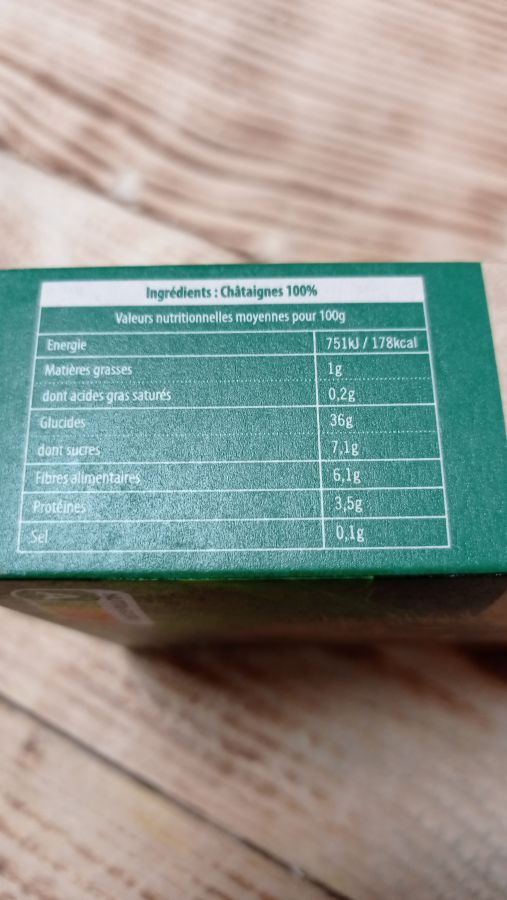 Ingrédients : Châtaignes 100%
Valeurs nutritionnelles moyennes pour 100g
Energie 751kJ / 178kcal
Matières grasses 1g
dont acides gras saturés 0,2g
Glucides 36g
dont sucres 7,1g
Fibres alimentaires 6,1g
Protéines 3,5g
Sel 0,1g